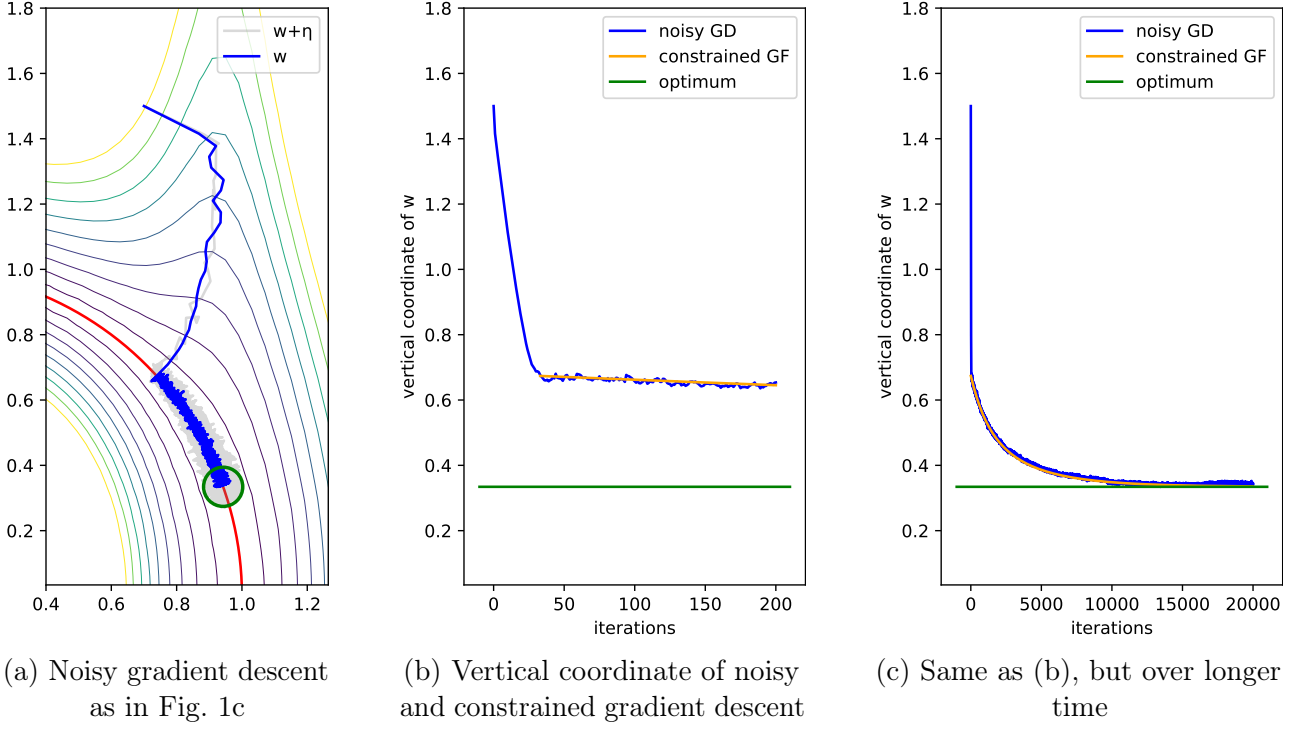 1.8
1.6
1.4
1.2
1.0
0.8
0.6
0.4
0.2
0.4 0.6 0.8 1.0 1.2
w+η
w
(a) Noisy gradient descent
as in Fig. 1c
vertical coordinate of w
1.8
1.6
1.4
1.2
1.0
0.8
0.6
0.4
0.2
0 50 100 150 200
iterations
noisy GD
constrained GF
optimum
(b) Vertical coordinate of noisy
and constrained gradient descent
vertical coordinate of w
1.8
1.6
1.4
1.2
1.0
0.8
0.6
0.4
0.2
0 5000 10000 15000 20000
iterations
noisy GD
constrained GF
optimum
(c) Same as (b), but over longer
time